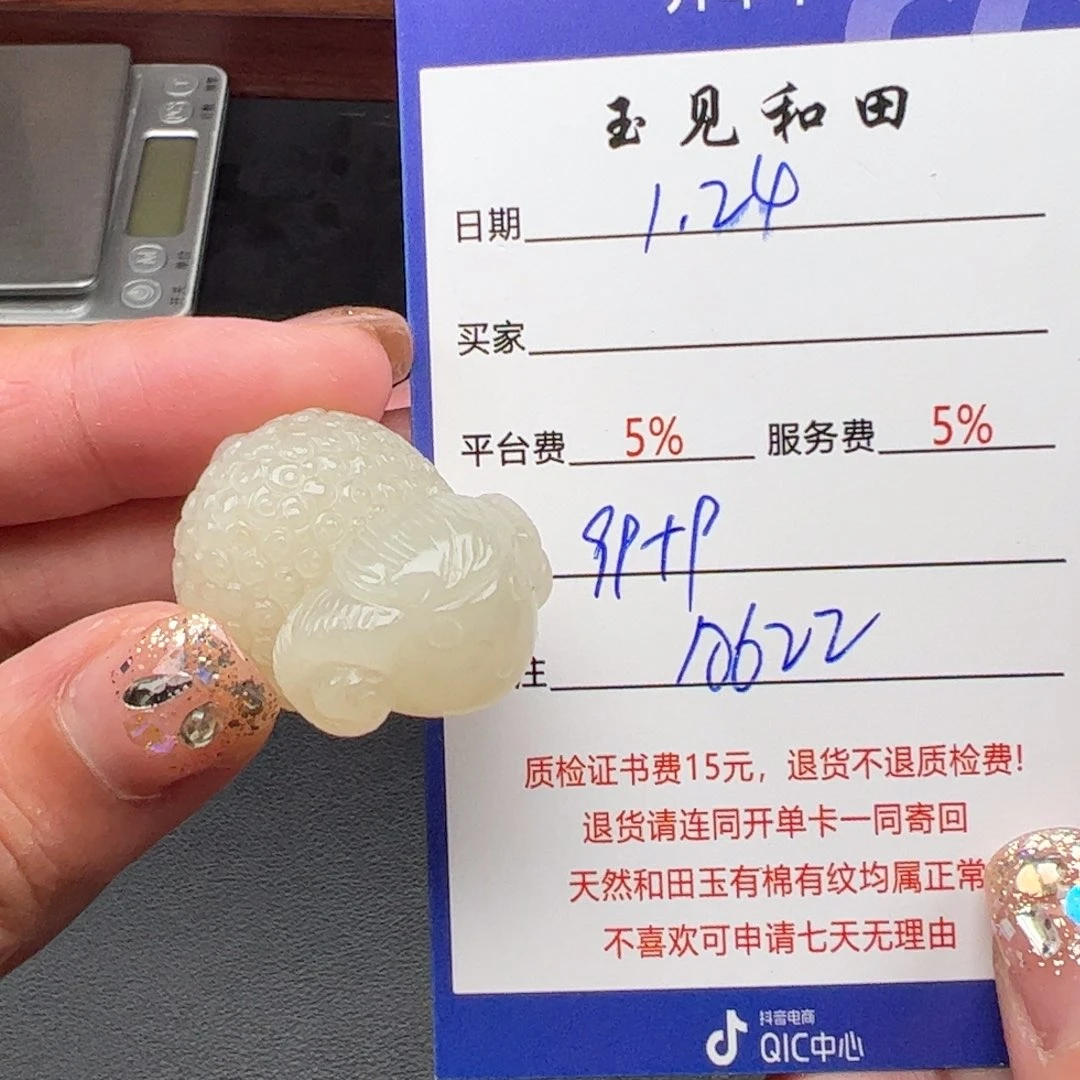 玉见和田
日期 1.24
买家
平台费 5% 服务费 5%
注
质检证书费15元，退货不退质检费!
退货请连同开单卡一同寄回
天然和田玉有棉有纹均属正常
不喜欢可申请七天无理由
抖音电商
QIC中心